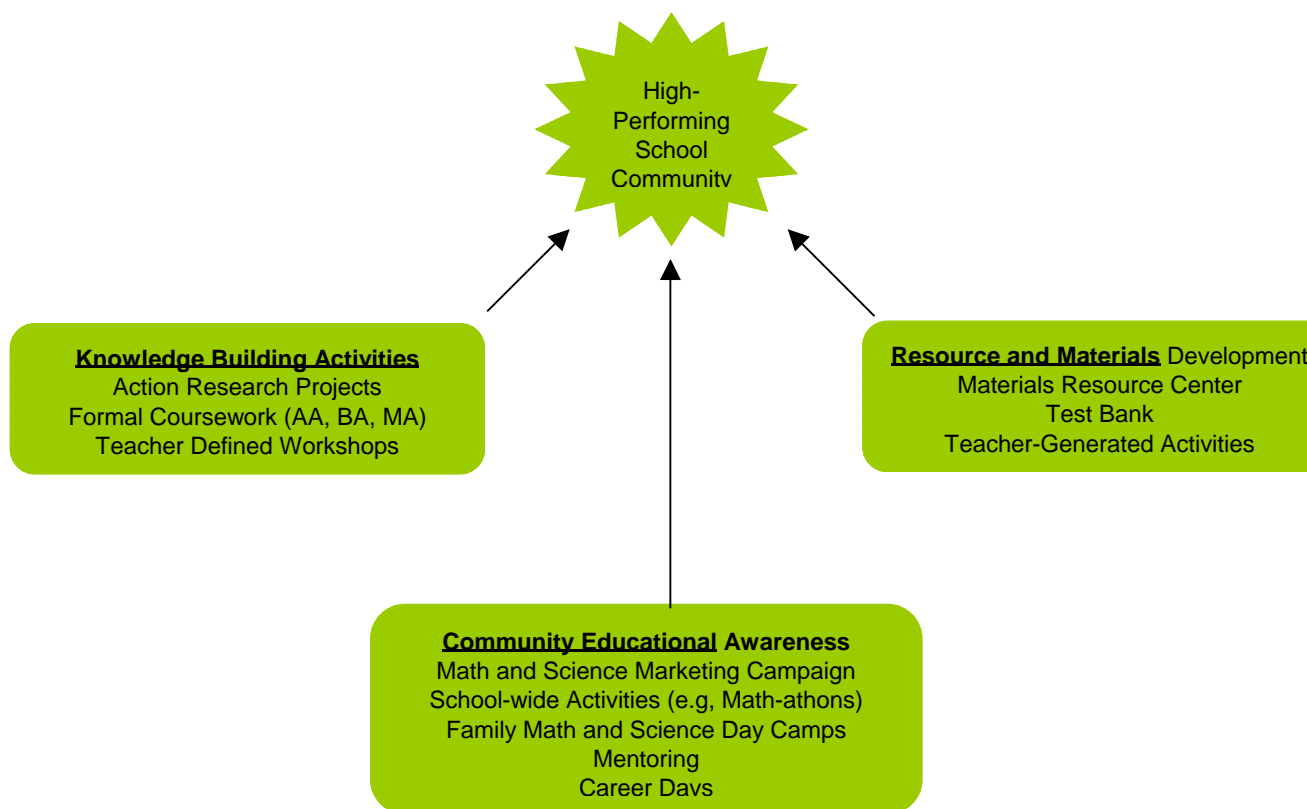 High-
Performing
School
Community
Knowledge Building Activities
Action Research Projects
Formal Coursework (AA, BA, MA)
Teacher Defined Workshops
Resource and Materials Development
Materials Resource Center
Test Bank
Teacher-Generated Activities
Community Educational Awareness
Math and Science Marketing Campaign
School-wide Activities (e.g, Math-athons)
Family Math and Science Day Camps
Mentoring
Career Days